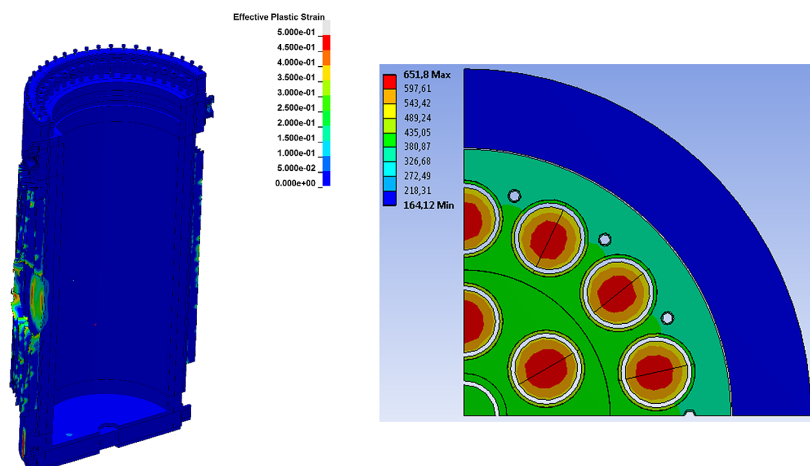 Effective Plastic Strain
5.000e-01
4.500e-01
4.000e-01
3.500e-01
3.000e-01
2.500e-01
2.000e-01
1.500e-01
1.000e-01
5.000e-02
0.000e+00
651,8 Max
597,61
543,42
489,24
435,05
380,87
326,68
272,49
218,31
164,12 Min